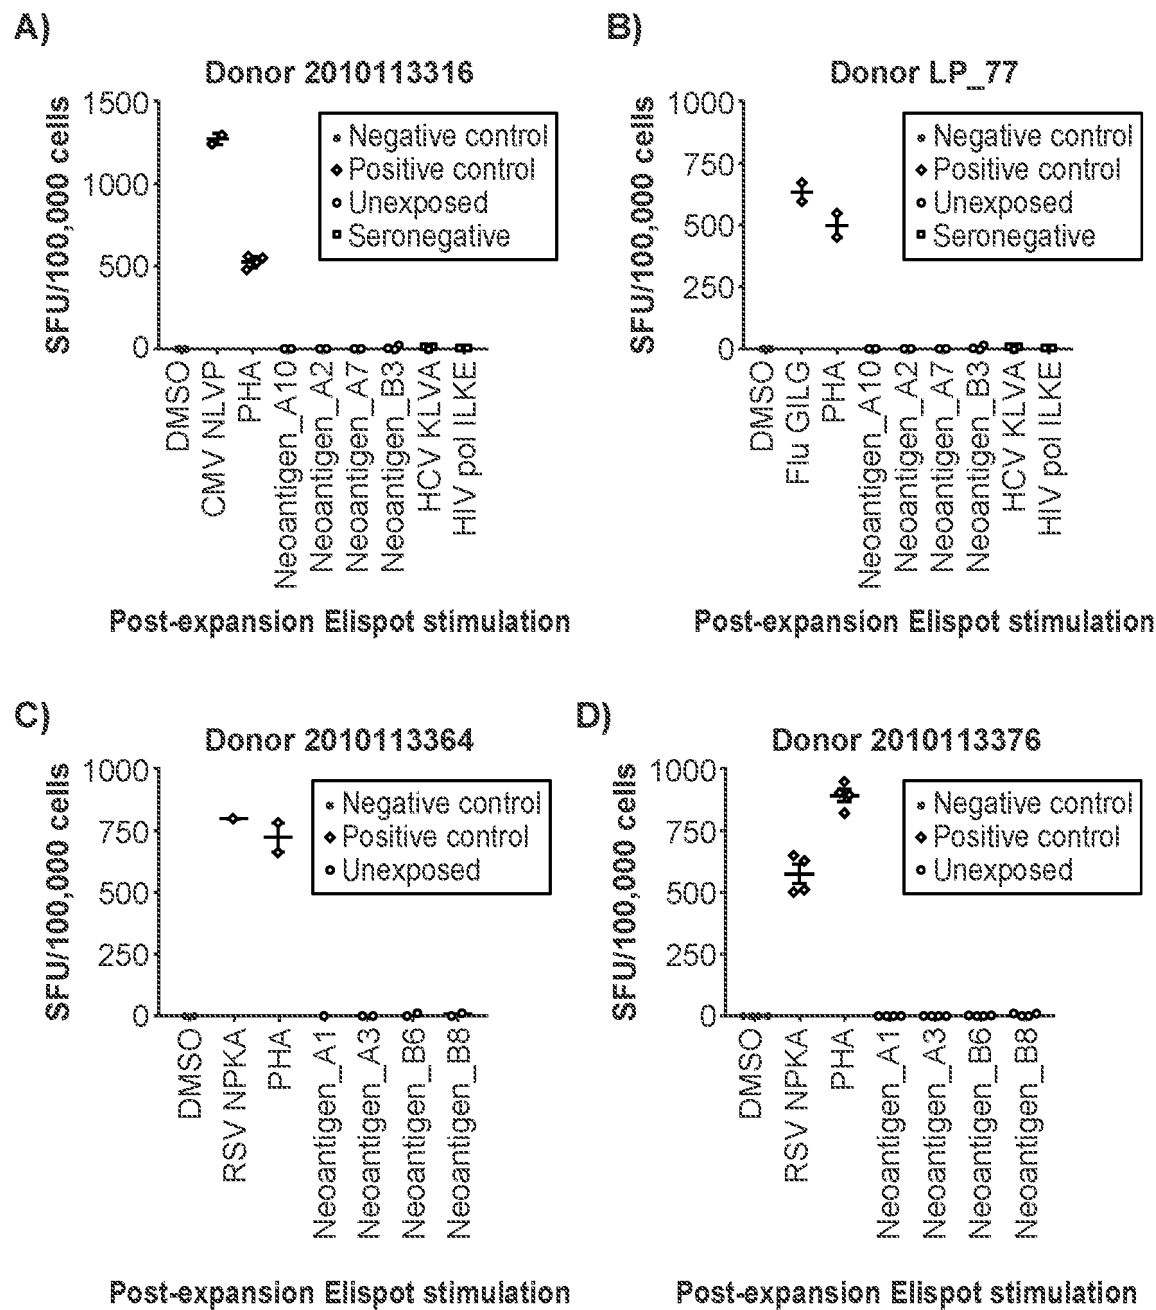 A)
Donor 2010113316
SFU/100,000 cells
1500
1000
500
0
Negative control
Positive control
Unexposed
Seronegative
DMSO
CMV NLVP
PHA
Neoantigen_A10
Neoantigen_A2
Neoantigen_A7
Neoantigen_B3
HCV KLVA
HIV pol ILKE
Post-expansion Elispot stimulation
B)
Donor LP_77
SFU/100,000 cells
1000
750
500
250
0
Negative control
Positive control
Unexposed
Seronegative
DMSO
Flu GILG
PHA
Neoantigen_A10
Neoantigen_A2
Neoantigen_A7
Neoantigen_B3
HCV KLVA
HIV pol ILKE
Post-expansion Elispot stimulation
C)
Donor 2010113364
SFU/100,000 cells
1000
750
500
250
0
Negative control
Positive control
Unexposed
DMSO
RSV NPKA
PHA
Neoantigen_A1
Neoantigen_A3
Neoantigen_B6
Neoantigen_B8
Post-expansion Elispot stimulation
D)
Donor 2010113376
SFU/100,000 cells
1000
750
500
250
0
Negative control
Positive control
Unexposed
DMSO
RSV NPKA
PHA
Neoantigen_A1
Neoantigen_A3
Neoantigen_B6
Neoantigen_B8
Post-expansion Elispot stimulation